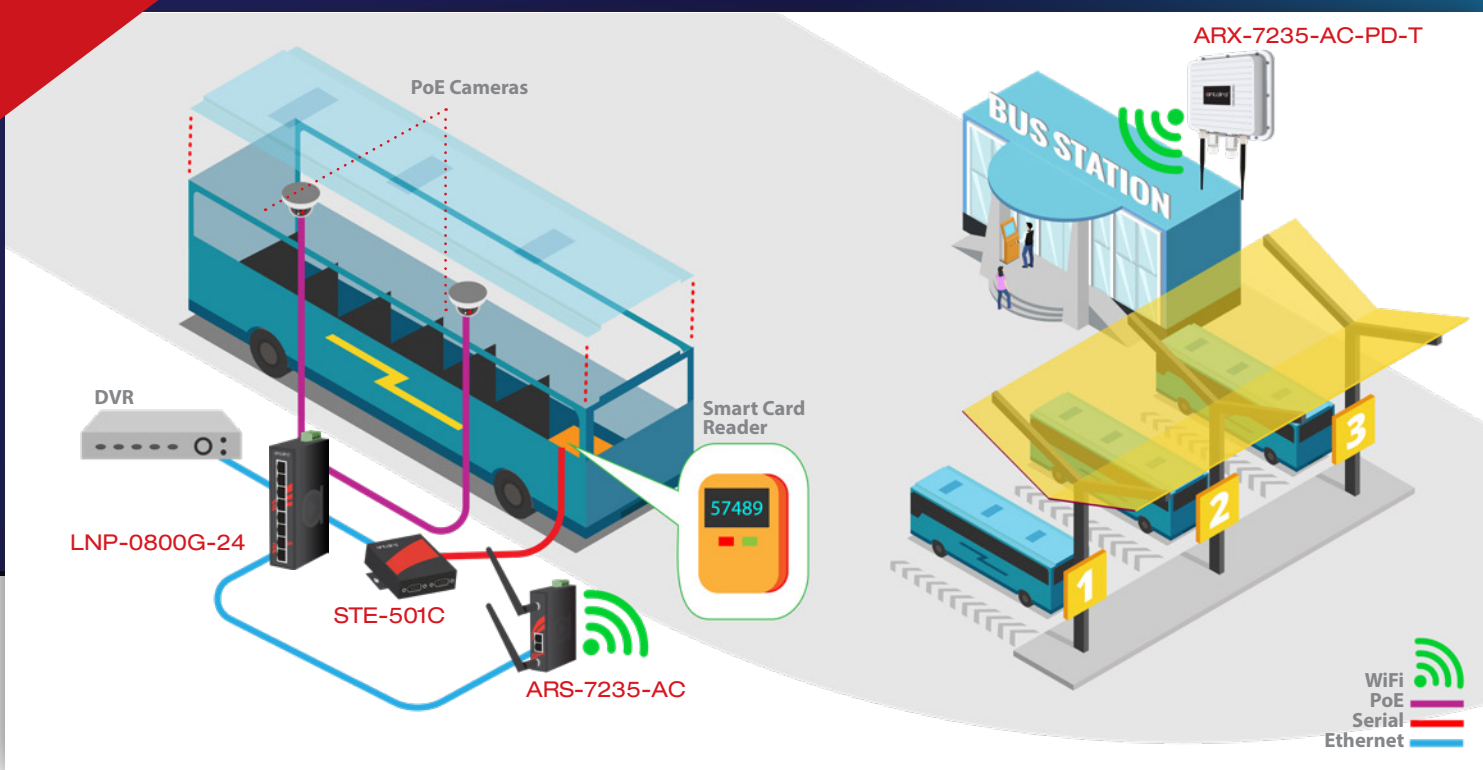 ARX-7235-AC-PD-T
PoE Cameras
BUS STATION
DVR
Smart Card
Reader
57489
LNP-0800G-24
STE-501C
ARS-7235-AC
1
2
3
WiFi
PoE
Serial
Ethernet